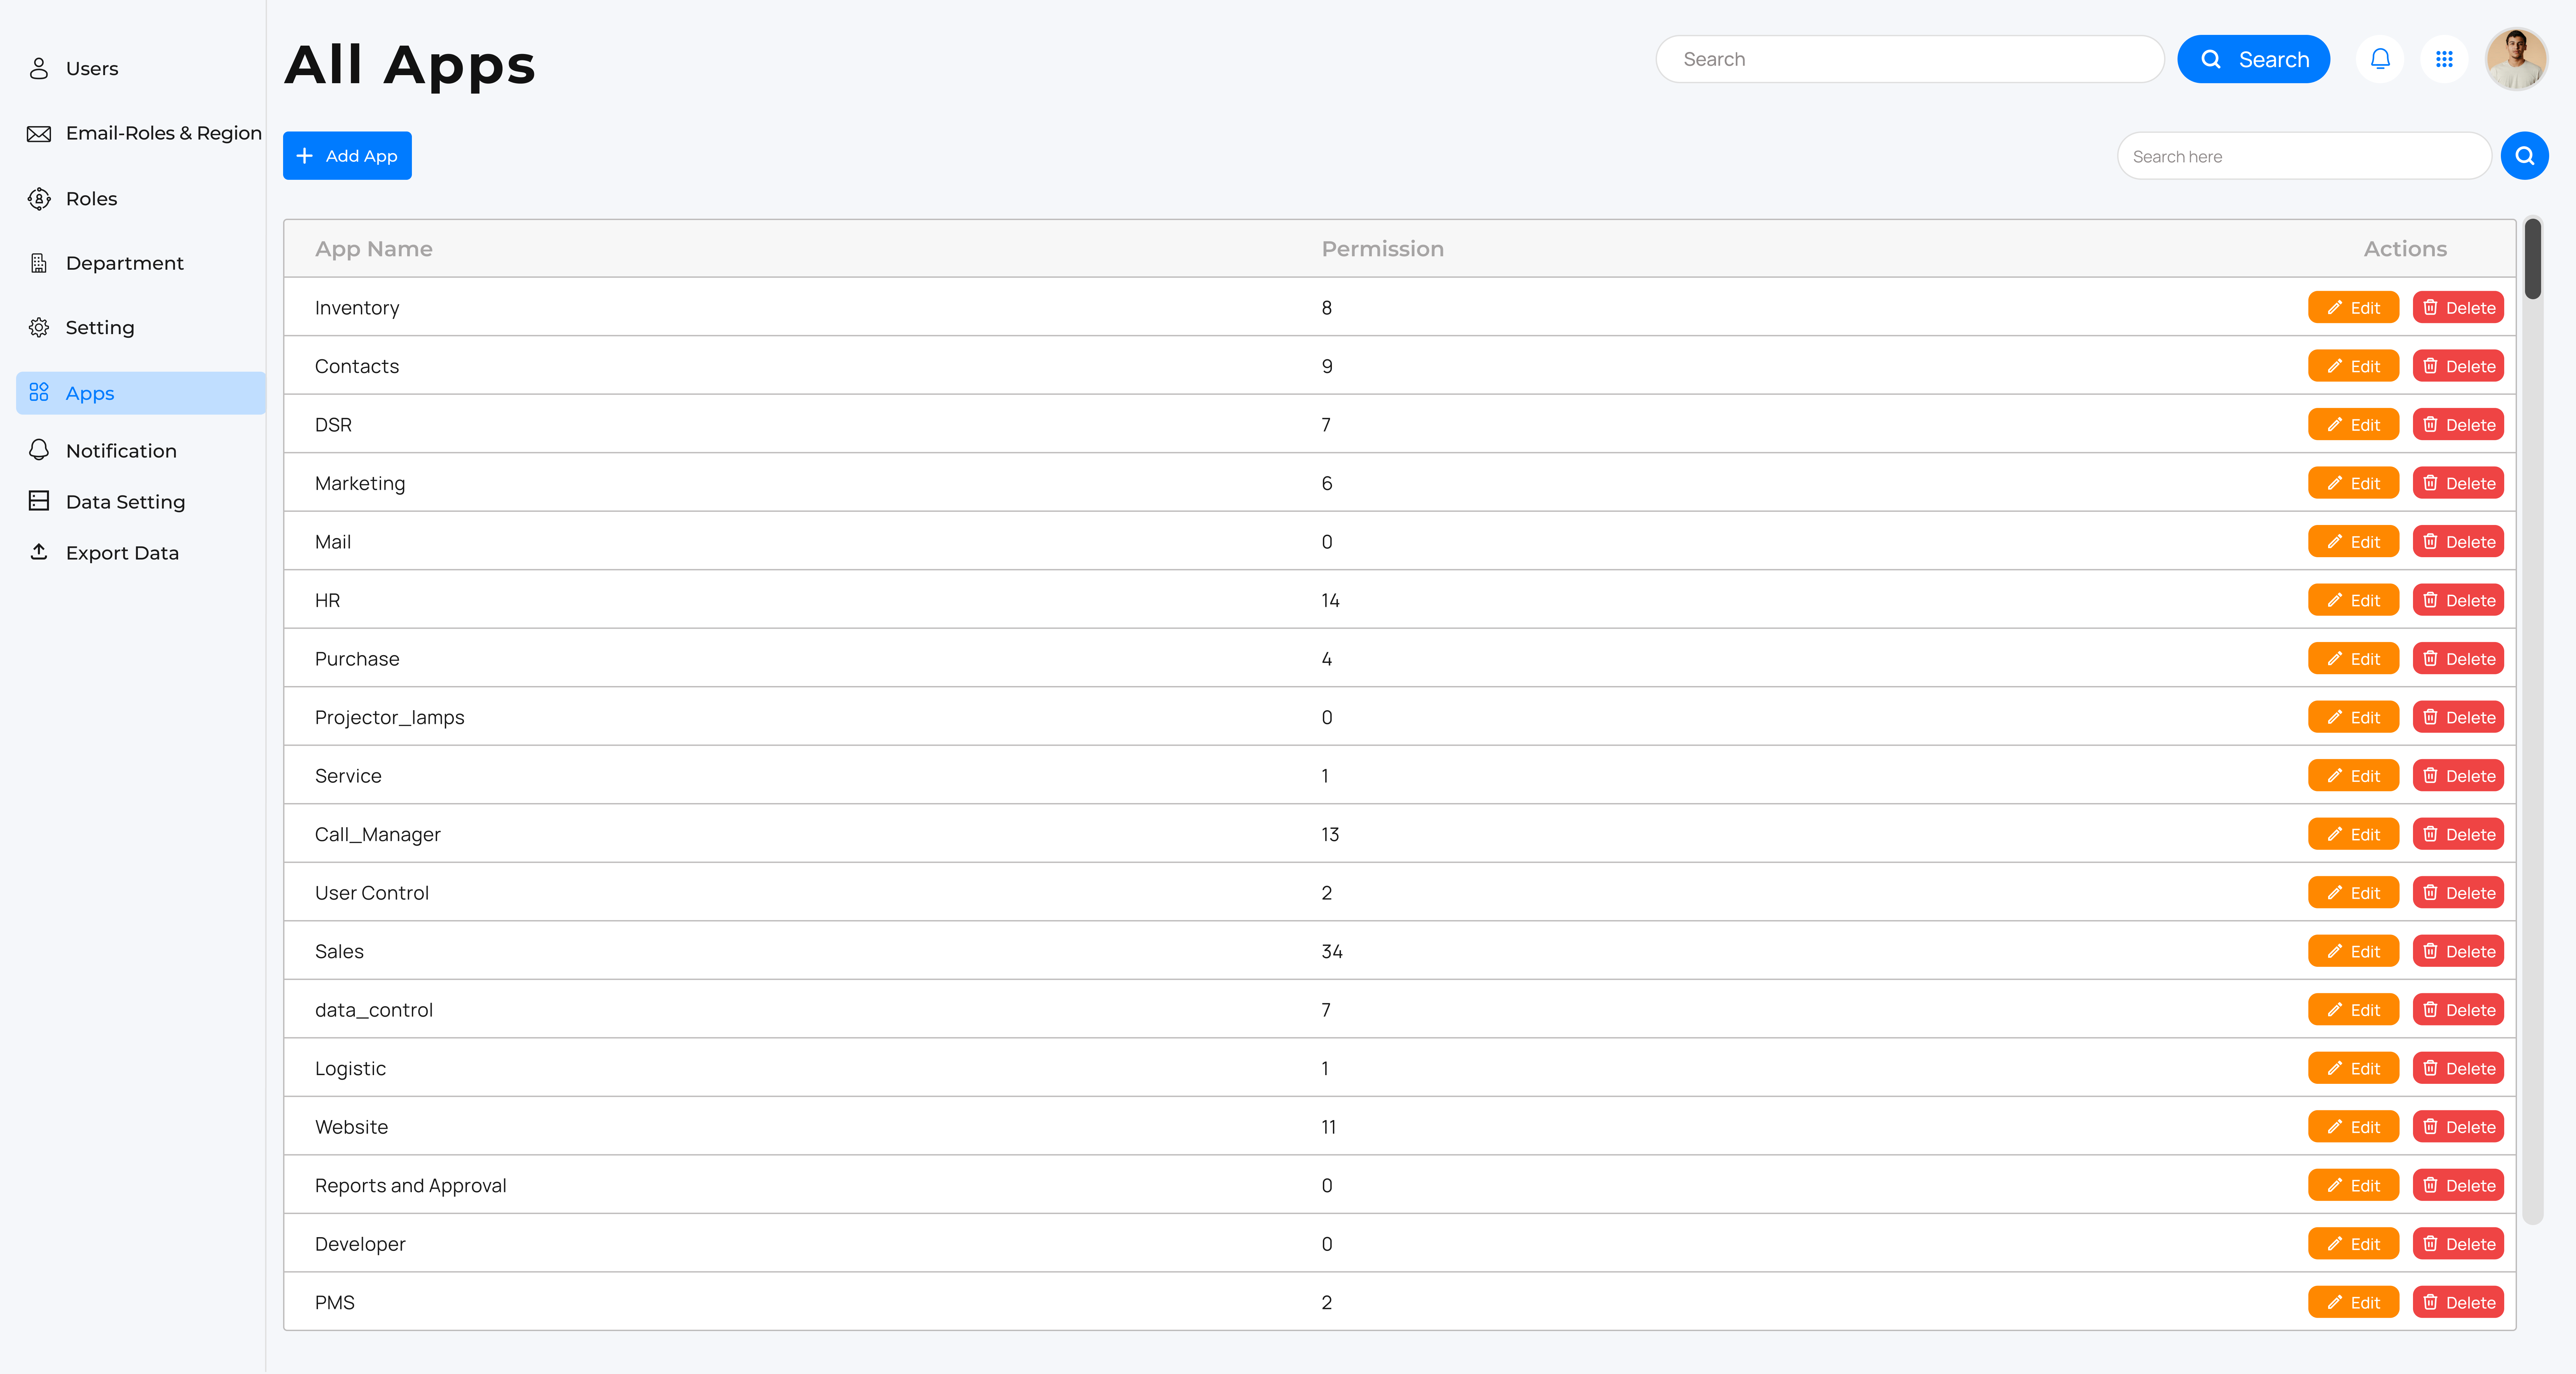 Users
Email-Roles & Region
Roles
Department
Setting
Apps
Notification
Data Setting
Export Data
All Apps
Search
Search
Add App
Search here
App Name Permission Actions
Inventory 8 Edit Delete
Contacts 9 Edit Delete
DSR 7 Edit Delete
Marketing 6 Edit Delete
Mail 0 Edit Delete
HR 14 Edit Delete
Purchase 4 Edit Delete
Projector_lamps 0 Edit Delete
Service 1 Edit Delete
Call_Manager 13 Edit Delete
User Control 2 Edit Delete
Sales 34 Edit Delete
data_control 7 Edit Delete
Logistic 1 Edit Delete
Website 11 Edit Delete
Reports and Approval 0 Edit Delete
Developer 0 Edit Delete
PMS 2 Edit Delete